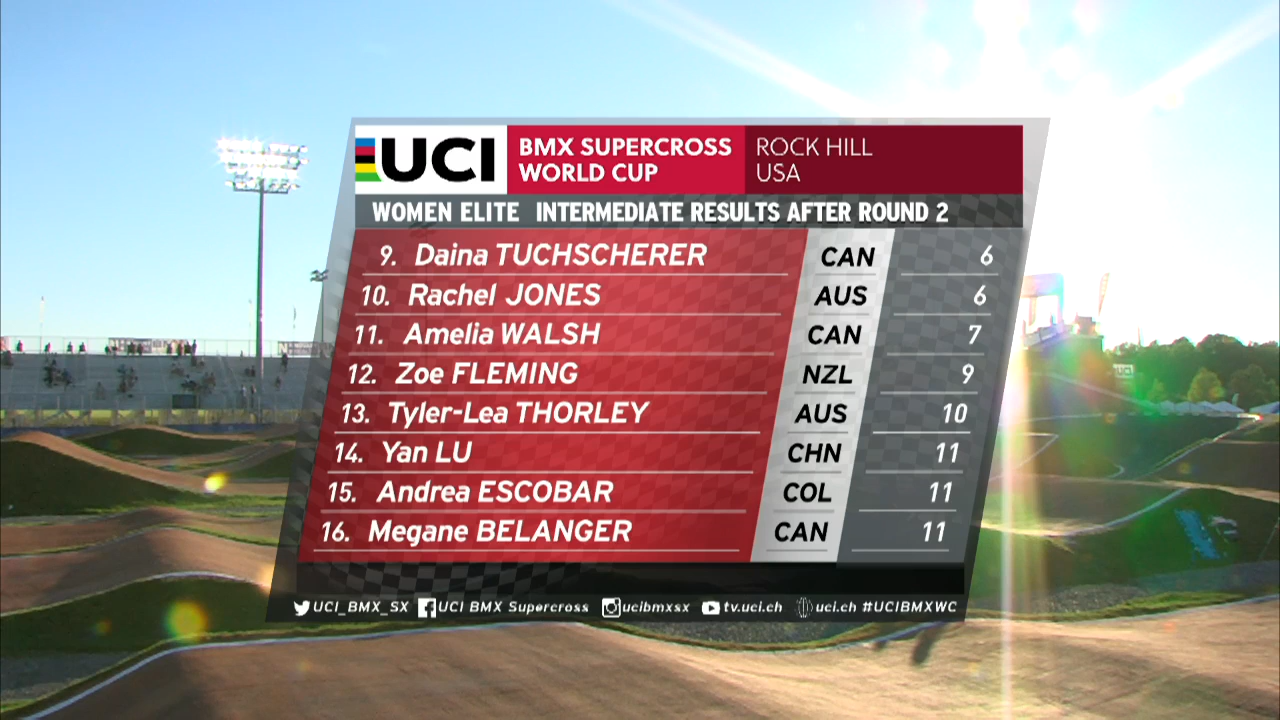 UCI BMX SUPERCROSS WORLD CUP ROCK HILL USA
WOMEN ELITE INTERMEDIATE RESULTS AFTER ROUND 2
9. Daina TUCHSCHERER CAN 6
10. Rachel JONES AUS 6
11. Amelia WALSH CAN 7
12. Zoe FLEMING NZL 9
13. Tyler-Lea THORLEY AUS 10
14. Yan LU CHN 11
15. Andrea ESCOBAR COL 11
16. Megane BELANGER CAN 11
UCI_BMX_SX UCI BMX Supercross ucibmxsx tv.uci.ch uci.ch #UCIBMXWC